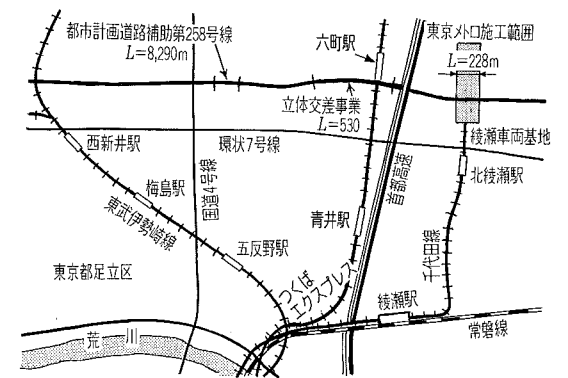 都市計画道路補助第258号線
L=8,290m
六町駅
東京メトロ施工範囲
L=228m
立体交差事業
L=530
綾瀬車両基地
西新井駅
環状7号線
北綾瀬駅
梅島駅
国道4号線
首都高速
東武伊勢崎線
青井駅
五反野駅
千代田線
東京都足立区
つくば
エクスプレス
綾瀬駅
常磐線
荒川